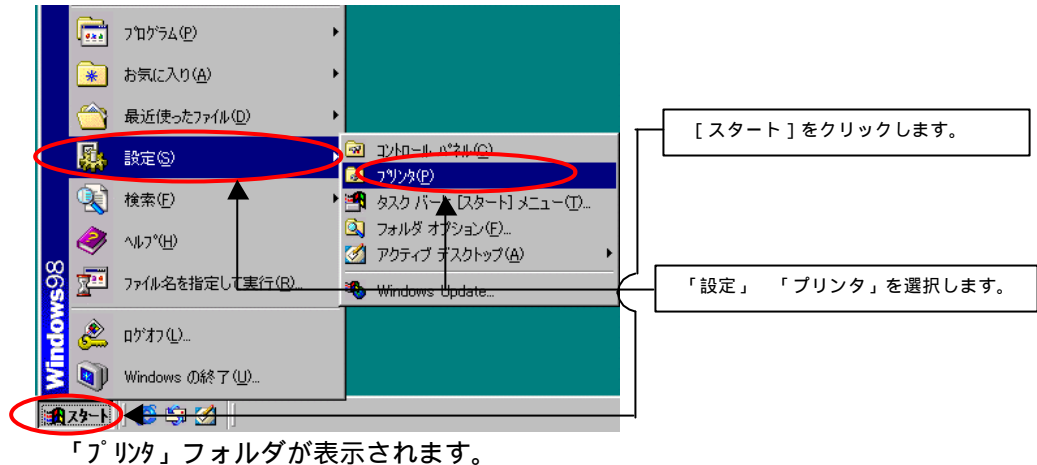 プログラム(P)
お気に入り(A)
最近使ったファイル(D)
設定(S)
検索(F)
ヘルプ(H)
ファイル名を指定して実行(R)...
ログオフ(L)...
Windows の終了(U)...
Windows98
スタート
コントロール パネル(C)
プリンタ(P)
タスク バーと [スタート] メニュー(T)...
フォルダ オプション(F)...
アクティブ デスクトップ(A)
Windows Update...
[スタート]をクリックします。
「設定」 「プリンタ」を選択します。
「プリンタ」フォルダが表示されます。